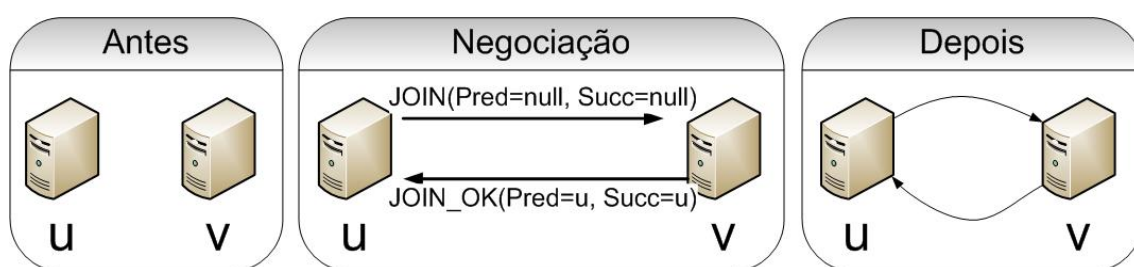 Antes
u v
Negociação
JOIN(Pred=null, Succ=null)
JOIN_OK(Pred=u, Succ=u)
u v
Depois
u v